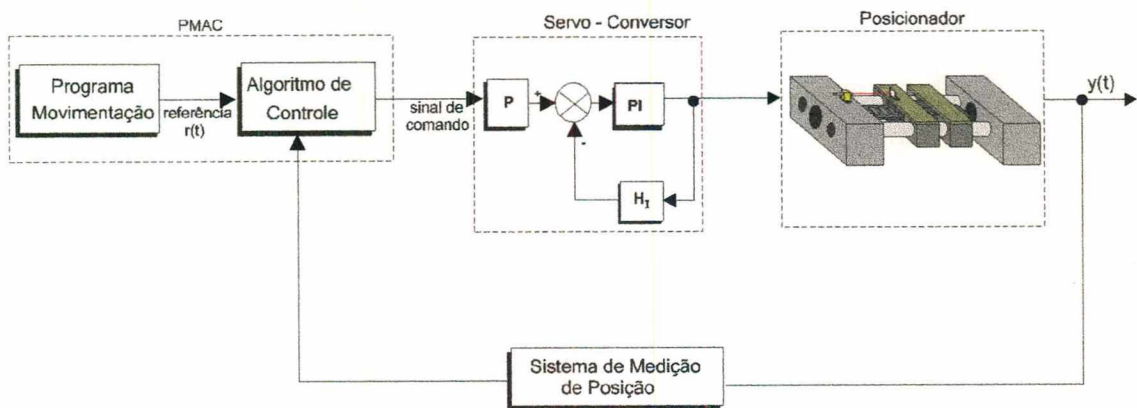 PMAC
Servo - Conversor
Posicionador
Programa
Movimentação
referência
r(t)
Algoritmo de
Controle
sinal de
comando
P
+
-
PI
H_I
y(t)
Sistema de Medição
de Posição